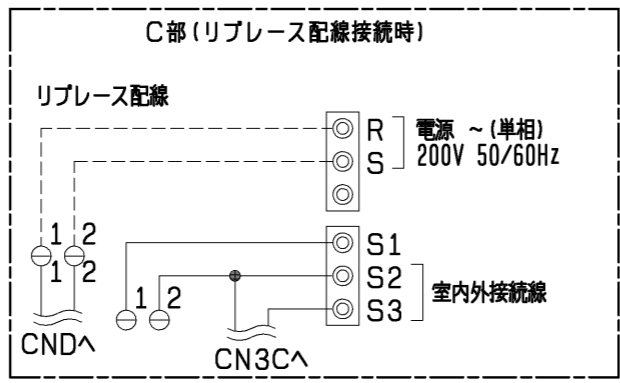 C部(リプレース配線接続時)
リプレース配線
R
S
電源 ~(単相)
200V 50/60Hz
1 2
1 2
CNDへ
S1
S2
S3
室内外接続線
1 2
CN3Cへ